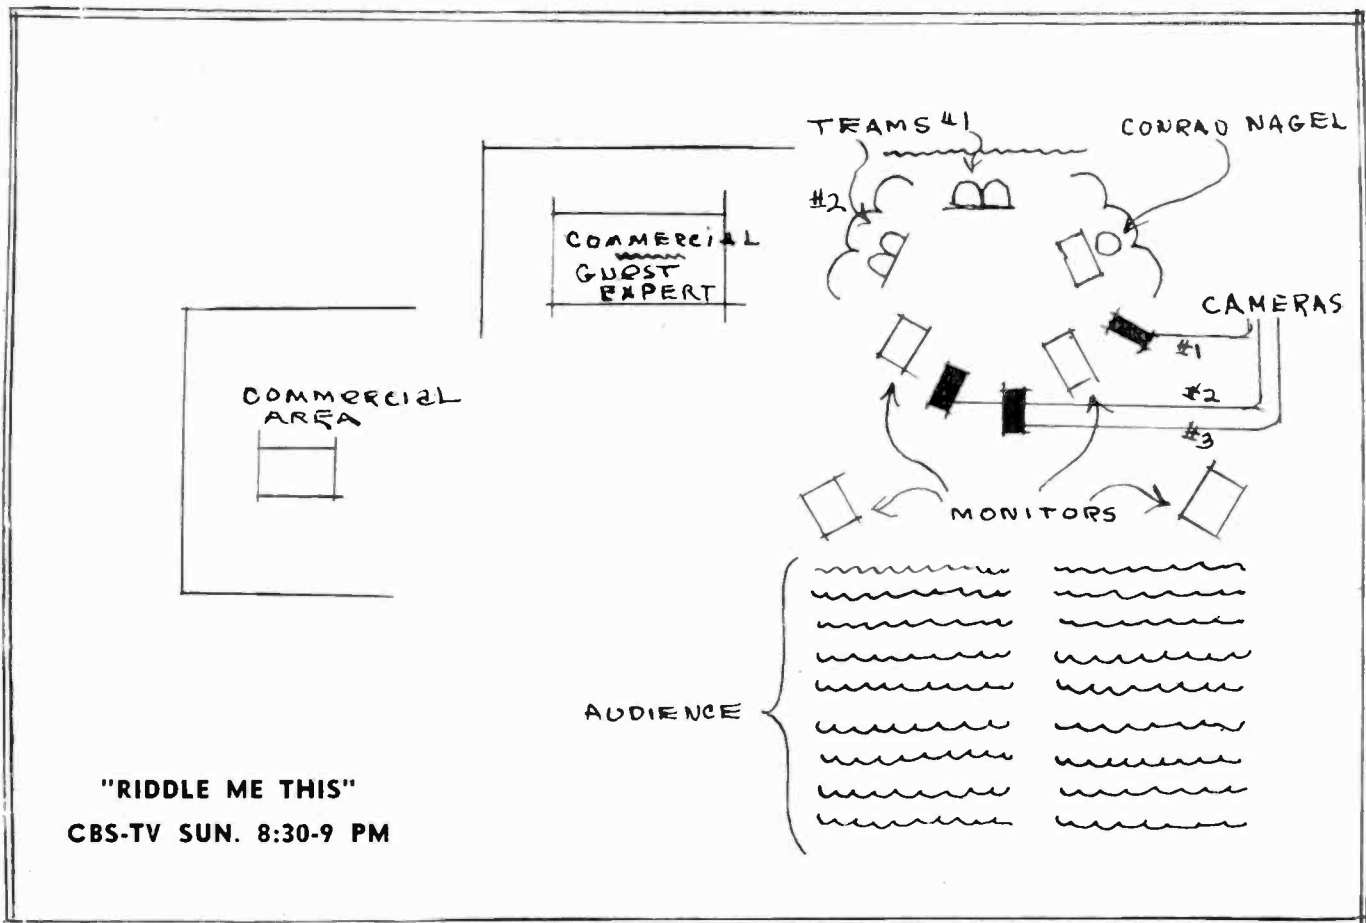 TEAMS #1
CONRAD NAGEL
#2
COMMERCIAL
GUEST
EXPERT
CAMERAS
#1
COMMERCIAL
AREA
#2
#3
MONITORS
AUDIENCE
"RIDDLE ME THIS"
CBS-TV SUN. 8:30-9 PM